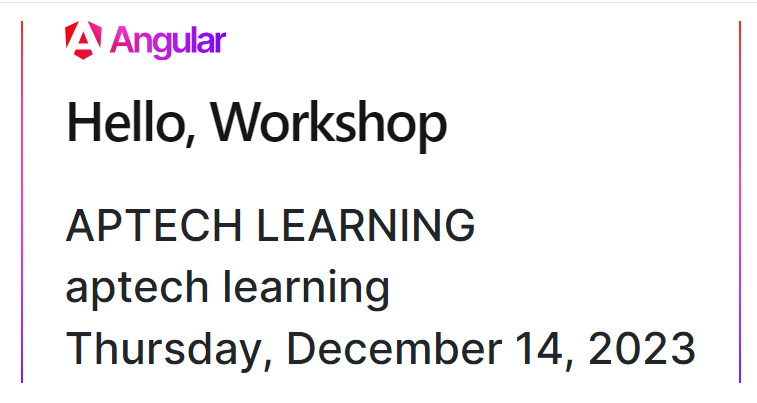 Angular
Hello, Workshop
APTECH LEARNING
aptech learning
Thursday, December 14, 2023